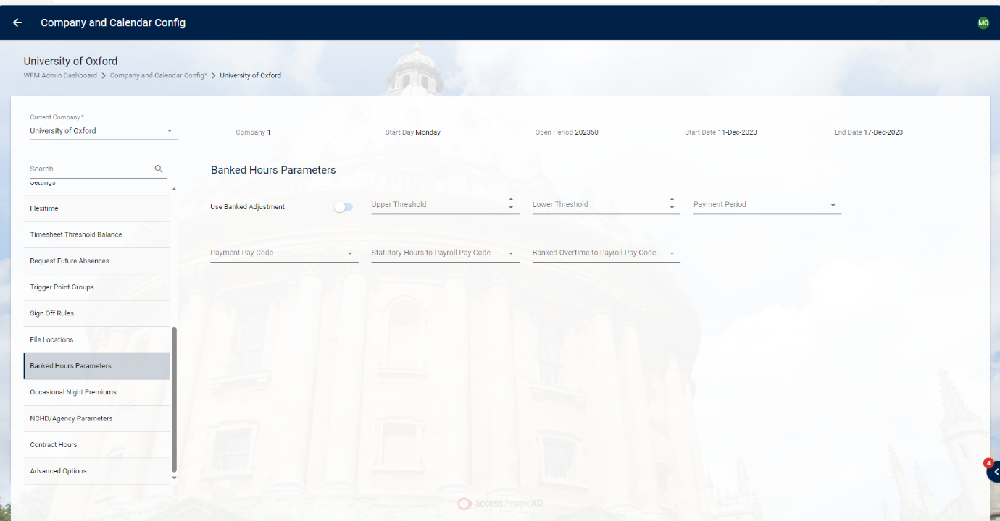 Company and Calendar Config
MO
University of Oxford
WFM Admin Dashboard > Company and Calendar Config* > University of Oxford
Current Company *
University of Oxford
Company 1
Start Day Monday
Open Period 202350
Start Date 11-Dec-2023
End Date 17-Dec-2023
Search
Settings
Flexitime
Timesheet Threshold Balance
Request Future Absences
Trigger Point Groups
Sign Off Rules
File Locations
Banked Hours Parameters
Occasional Night Premiums
NCHD/Agency Parameters
Contract Hours
Advanced Options
Banked Hours Parameters
Use Banked Adjustment
Upper Threshold
Lower Threshold
Payment Period
Payment Pay Code
Statutory Hours to Payroll Pay Code
Banked Overtime to Payroll Pay Code
4
access PeopleXD